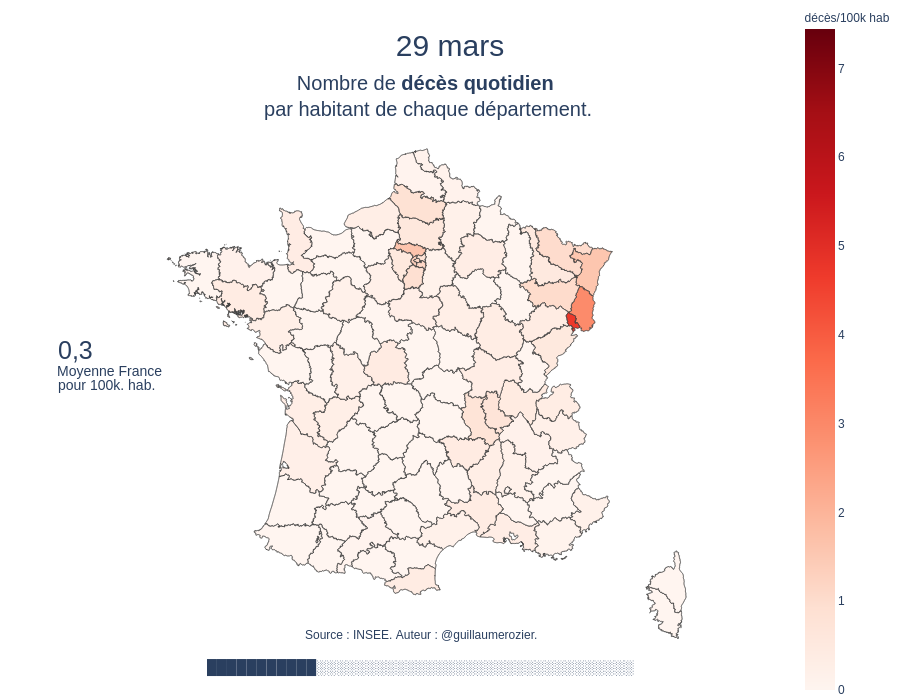 décès/100k hab
29 mars
Nombre de décès quotidien
par habitant de chaque département.
7
6
5
4
3
2
1
0
0,3
Moyenne France
pour 100k. hab.
Source : INSEE. Auteur : @guillaumerozier.